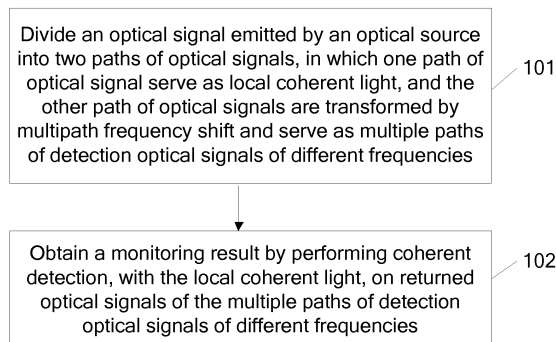 Divide an optical signal emitted by an optical source
into two paths of optical signals, in which one path of
optical signal serve as local coherent light, and the
other path of optical signals are transformed by
multipath frequency shift and serve as multiple paths
of detection optical signals of different frequencies
101
Obtain a monitoring result by performing coherent
detection, with the local coherent light, on returned
optical signals of the multiple paths of detection
optical signals of different frequencies
102